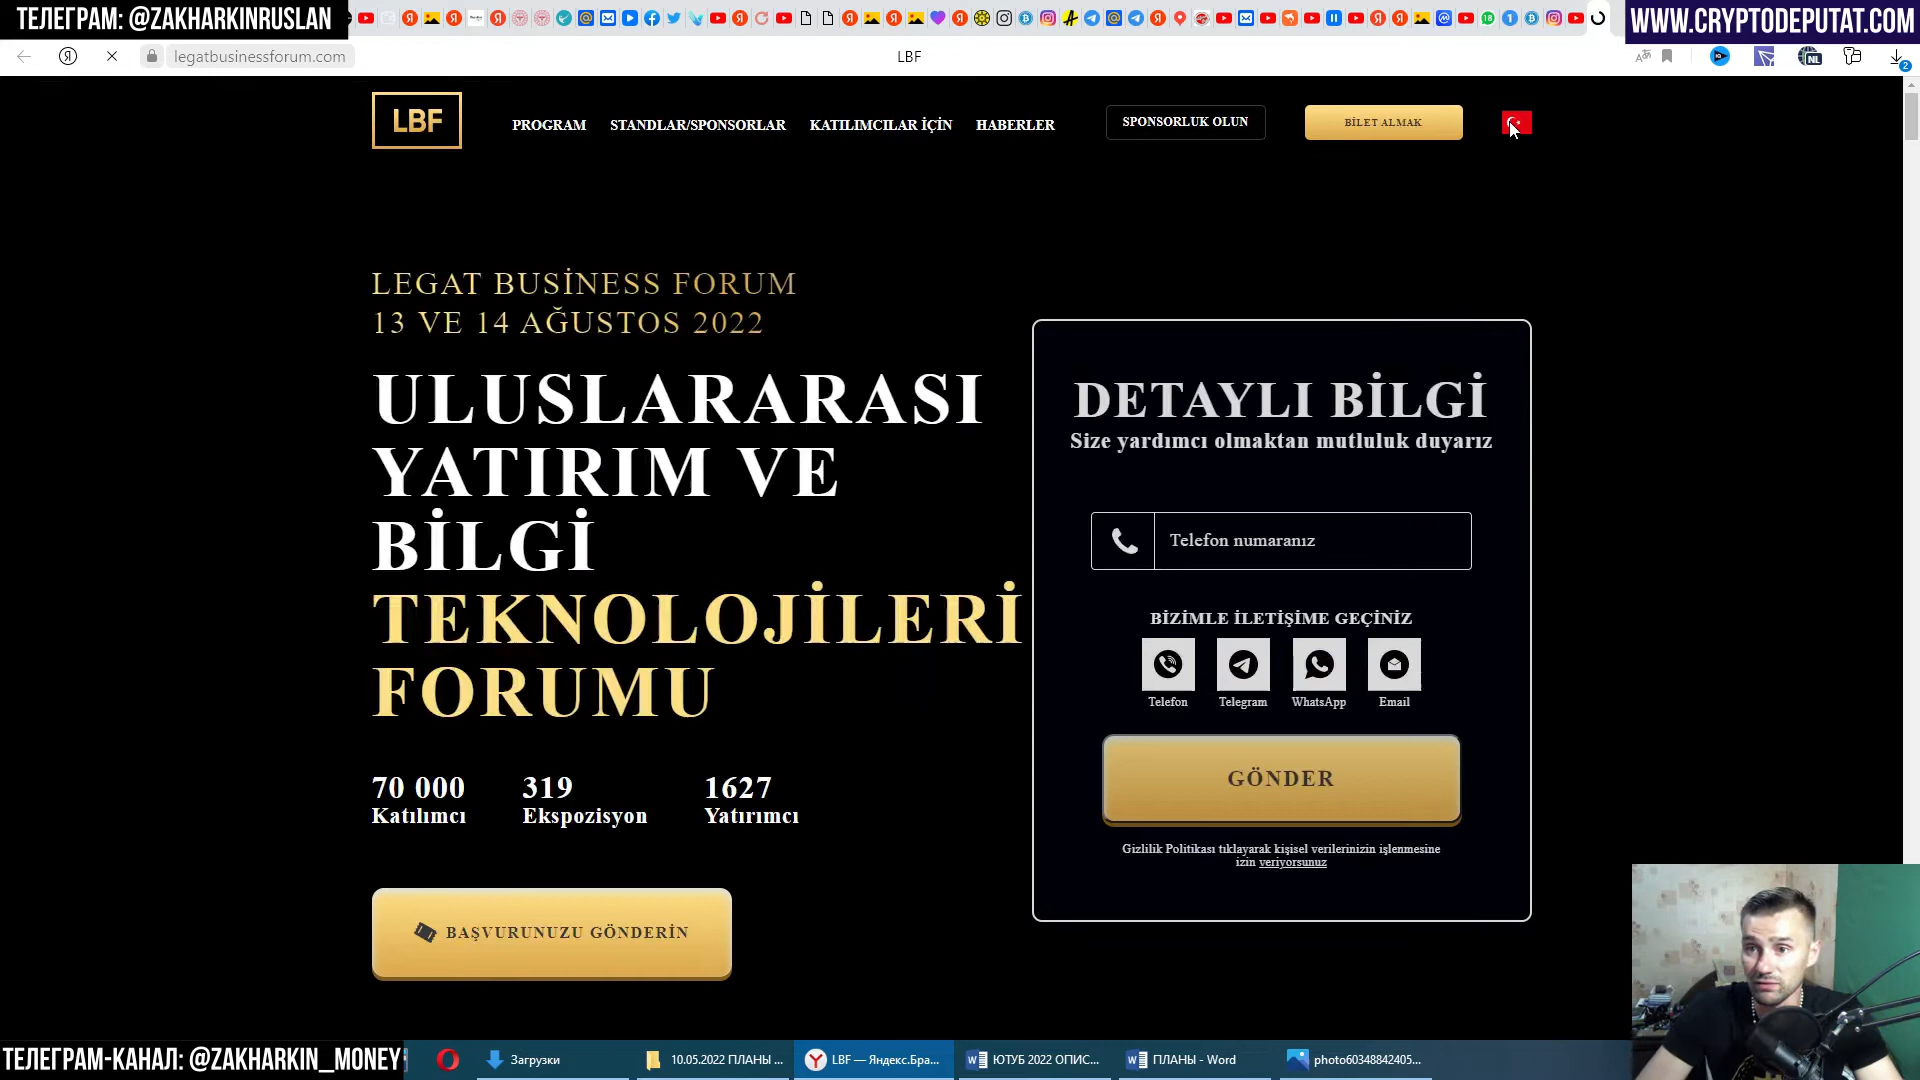 ТЕЛЕГРАМ: @ZAKHARKINRUSLAN
WWW.CRYPTODEPUTAT.COM
legatbusinessforum.com
LBF
NL
2
LBF
PROGRAM
STANDLAR/SPONSORLAR
KATILIMCILAR İÇİN
HABERLER
SPONSORLUK OLUN
BİLET ALMAK
LEGAT BUSİNESS FORUM
13 VE 14 AĞUSTOS 2022
ULUSLARARASI
YATIRIM VE
BİLGİ
TEKNOLOJİLERİ
FORUMU
70 000
Katılımcı
319
Ekspozisyon
1627
Yatırımcı
BAŞVURUNUZU GÖNDERİN
DETAYLI BİLGİ
Size yardımcı olmaktan mutluluk duyarız
Telefon numaranız
BİZİMLE İLETİŞİME GEÇİNİZ
Telefon
Telegram
WhatsApp
Email
GÖNDER
Gizlilik Politikası tıklayarak kişisel verilerinizin işlenmesine
izin veriyorsunuz
ТЕЛЕГРАМ-КАНАЛ: @ZAKHARKIN_MONEY
Загрузки
10.05.2022 ПЛАНЫ ...
LBF — Яндекс.Бра...
ЮТУБ 2022 ОПИС...
ПЛАНЫ - Word
photo60348842405...